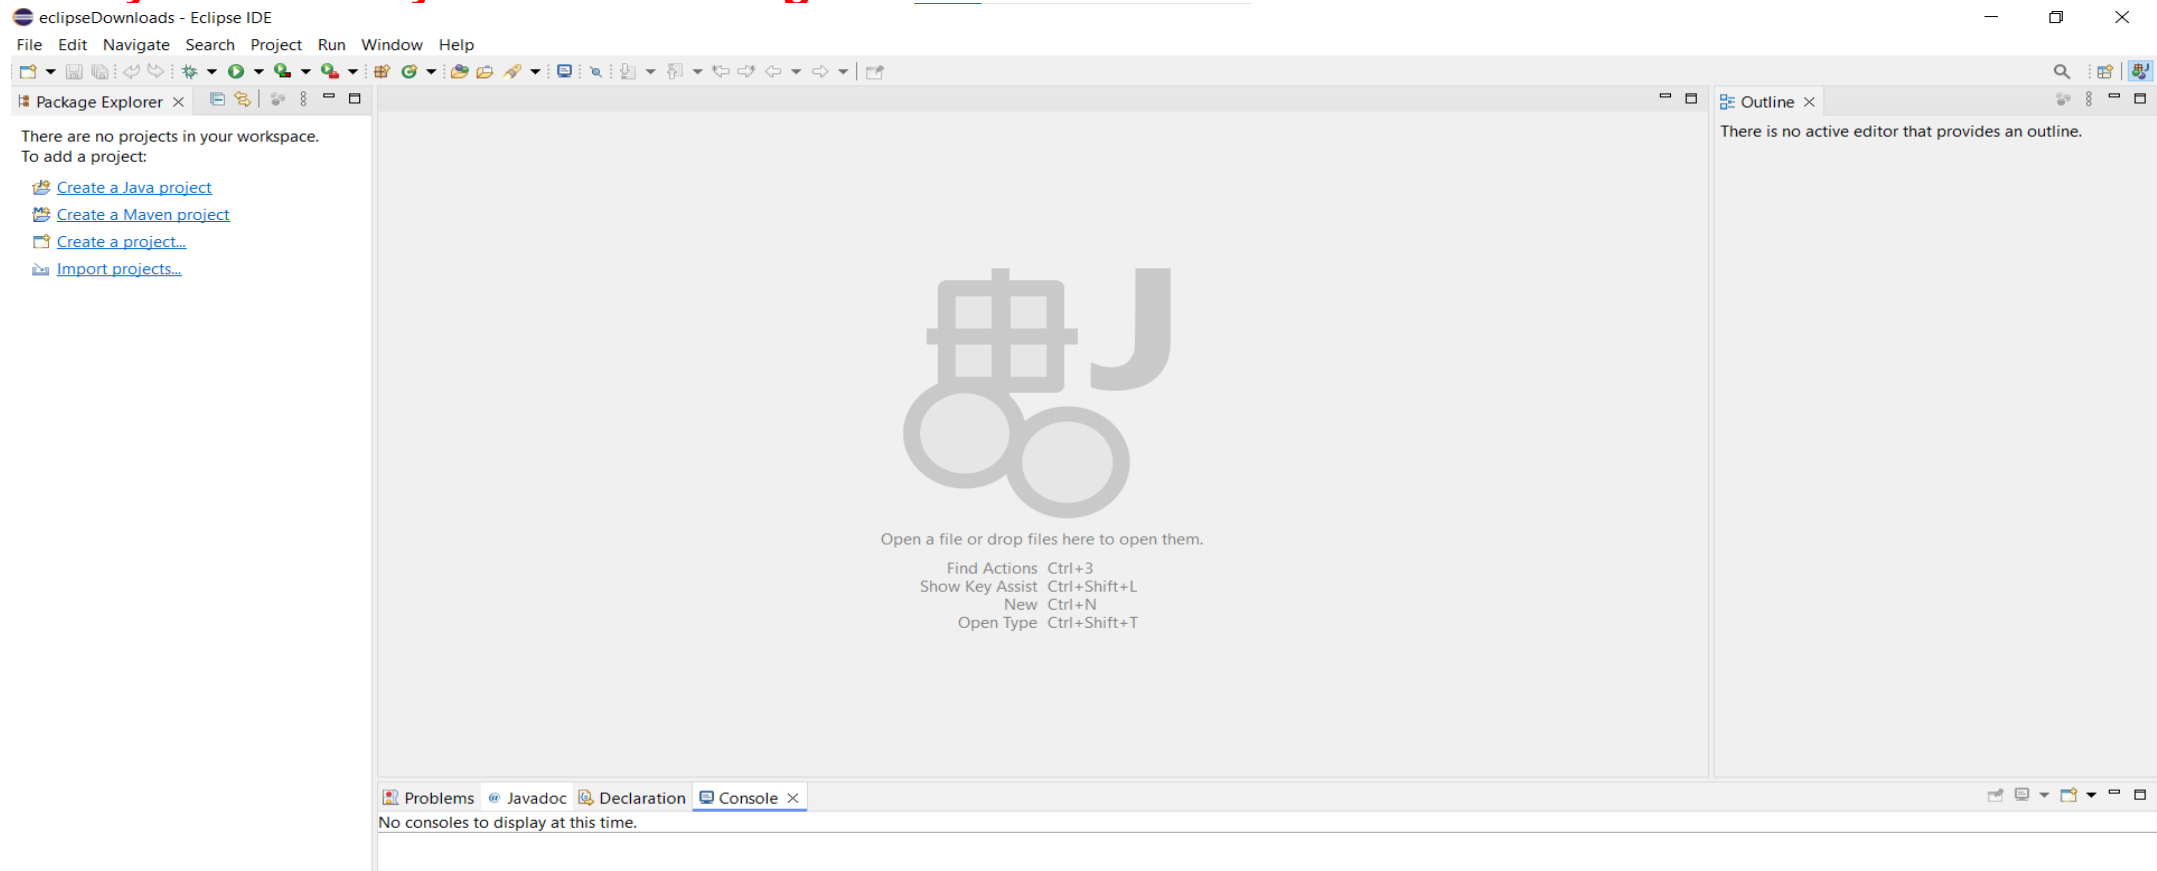 eclipseDownloads - Eclipse IDE
File Edit Navigate Search Project Run Window Help
Package Explorer
There are no projects in your workspace.
To add a project:
Create a Java project
Create a Maven project
Create a project...
Import projects...
J
Open a file or drop files here to open them.
Find Actions Ctrl+3
Show Key Assist Ctrl+Shift+L
New Ctrl+N
Open Type Ctrl+Shift+T
Outline
There is no active editor that provides an outline.
Problems @ Javadoc Declaration Console
No consoles to display at this time.